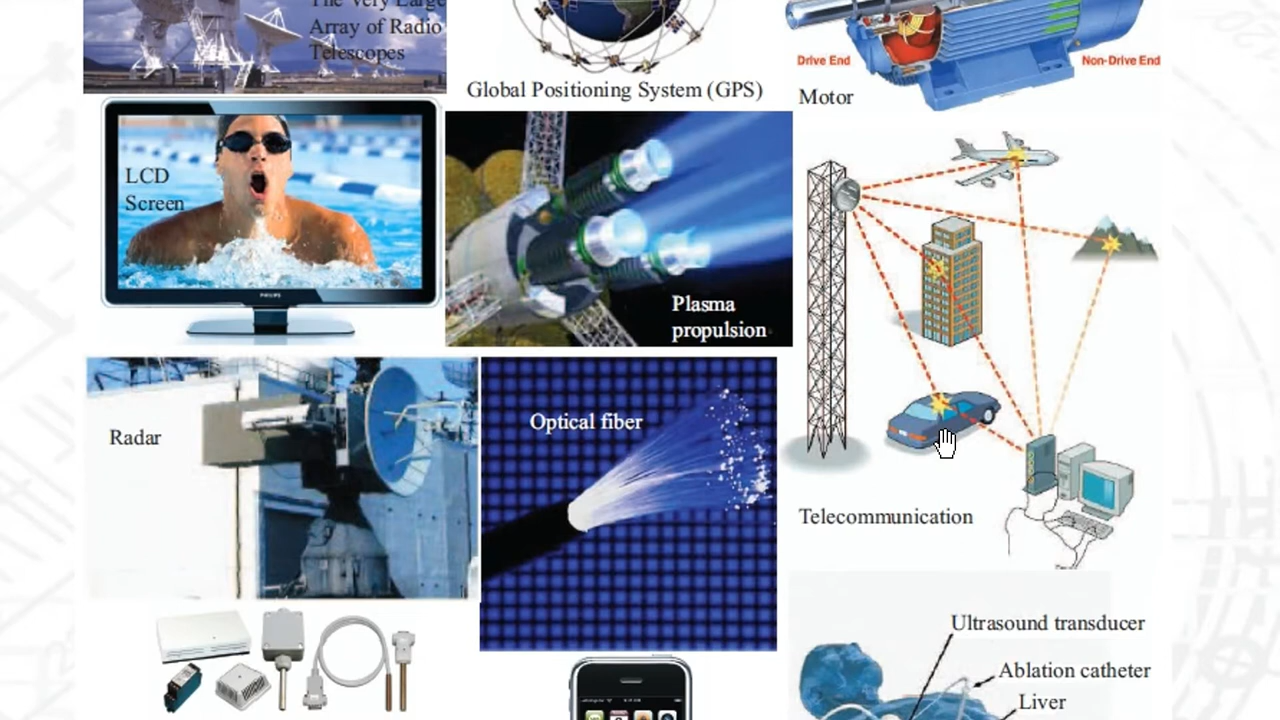 The Very Large
Array of Radio
Telescopes
Global Positioning System (GPS)
Drive End
Non-Drive End
Motor
LCD
Screen
PHILIPS
Plasma
propulsion
Radar
Optical fiber
Telecommunication
Ultrasound transducer
Ablation catheter
Liver